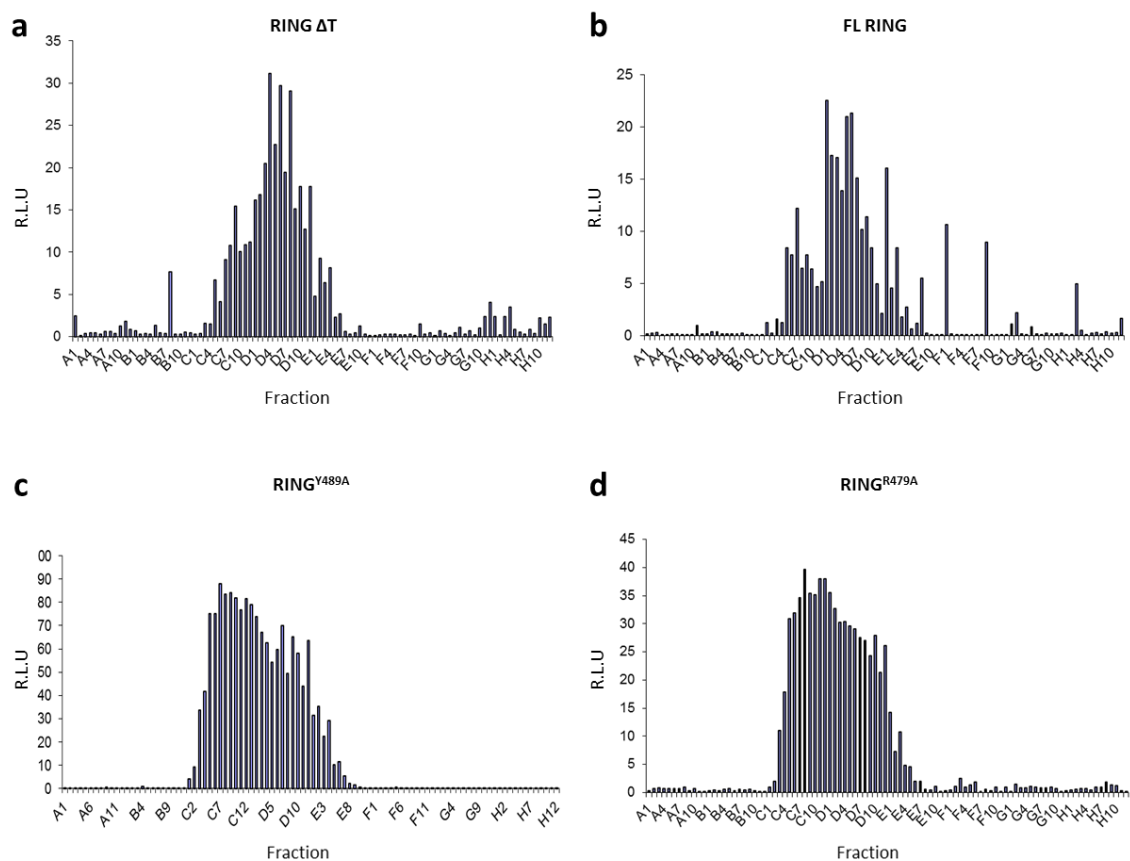 a
RING ΔT
35
30
25
20
15
10
5
0
R.L.U
A1 A4 A7 A10 B1 B4 B7 B10 C1 C4 C7 C10 D1 D4 D7 D10 E1 E4 E7 E10 F1 F4 F7 F10 G1 G4 G7 G10 H1 H4 H7 H10
Fraction
b
FL RING
25
20
15
10
5
0
R.L.U
A1 A4 A7 A10 B1 B4 B7 B10 C1 C4 C7 C10 D1 D4 D7 D10 E1 E4 E7 E10 F1 F4 F7 F10 G1 G4 G7 G10 H1 H4 H7 H10
Fraction
c
RING^Y489A
00
90
80
70
60
50
40
30
20
10
0
R.L.U
A1 A6 A11 B4 B9 C2 C7 C12 D5 D10 E3 E8 F1 F6 F11 G4 G9 H2 H7 H12
Fraction
d
RING^R479A
45
40
35
30
25
20
15
10
5
0
R.L.U
A1 A4 A7 A10 B1 B4 B7 B10 C1 C4 C7 C10 D1 D4 D7 D10 E1 E4 E7 E10 F1 F4 F7 F10 G1 G4 G7 G10 H1 H4 H7 H10
Fraction